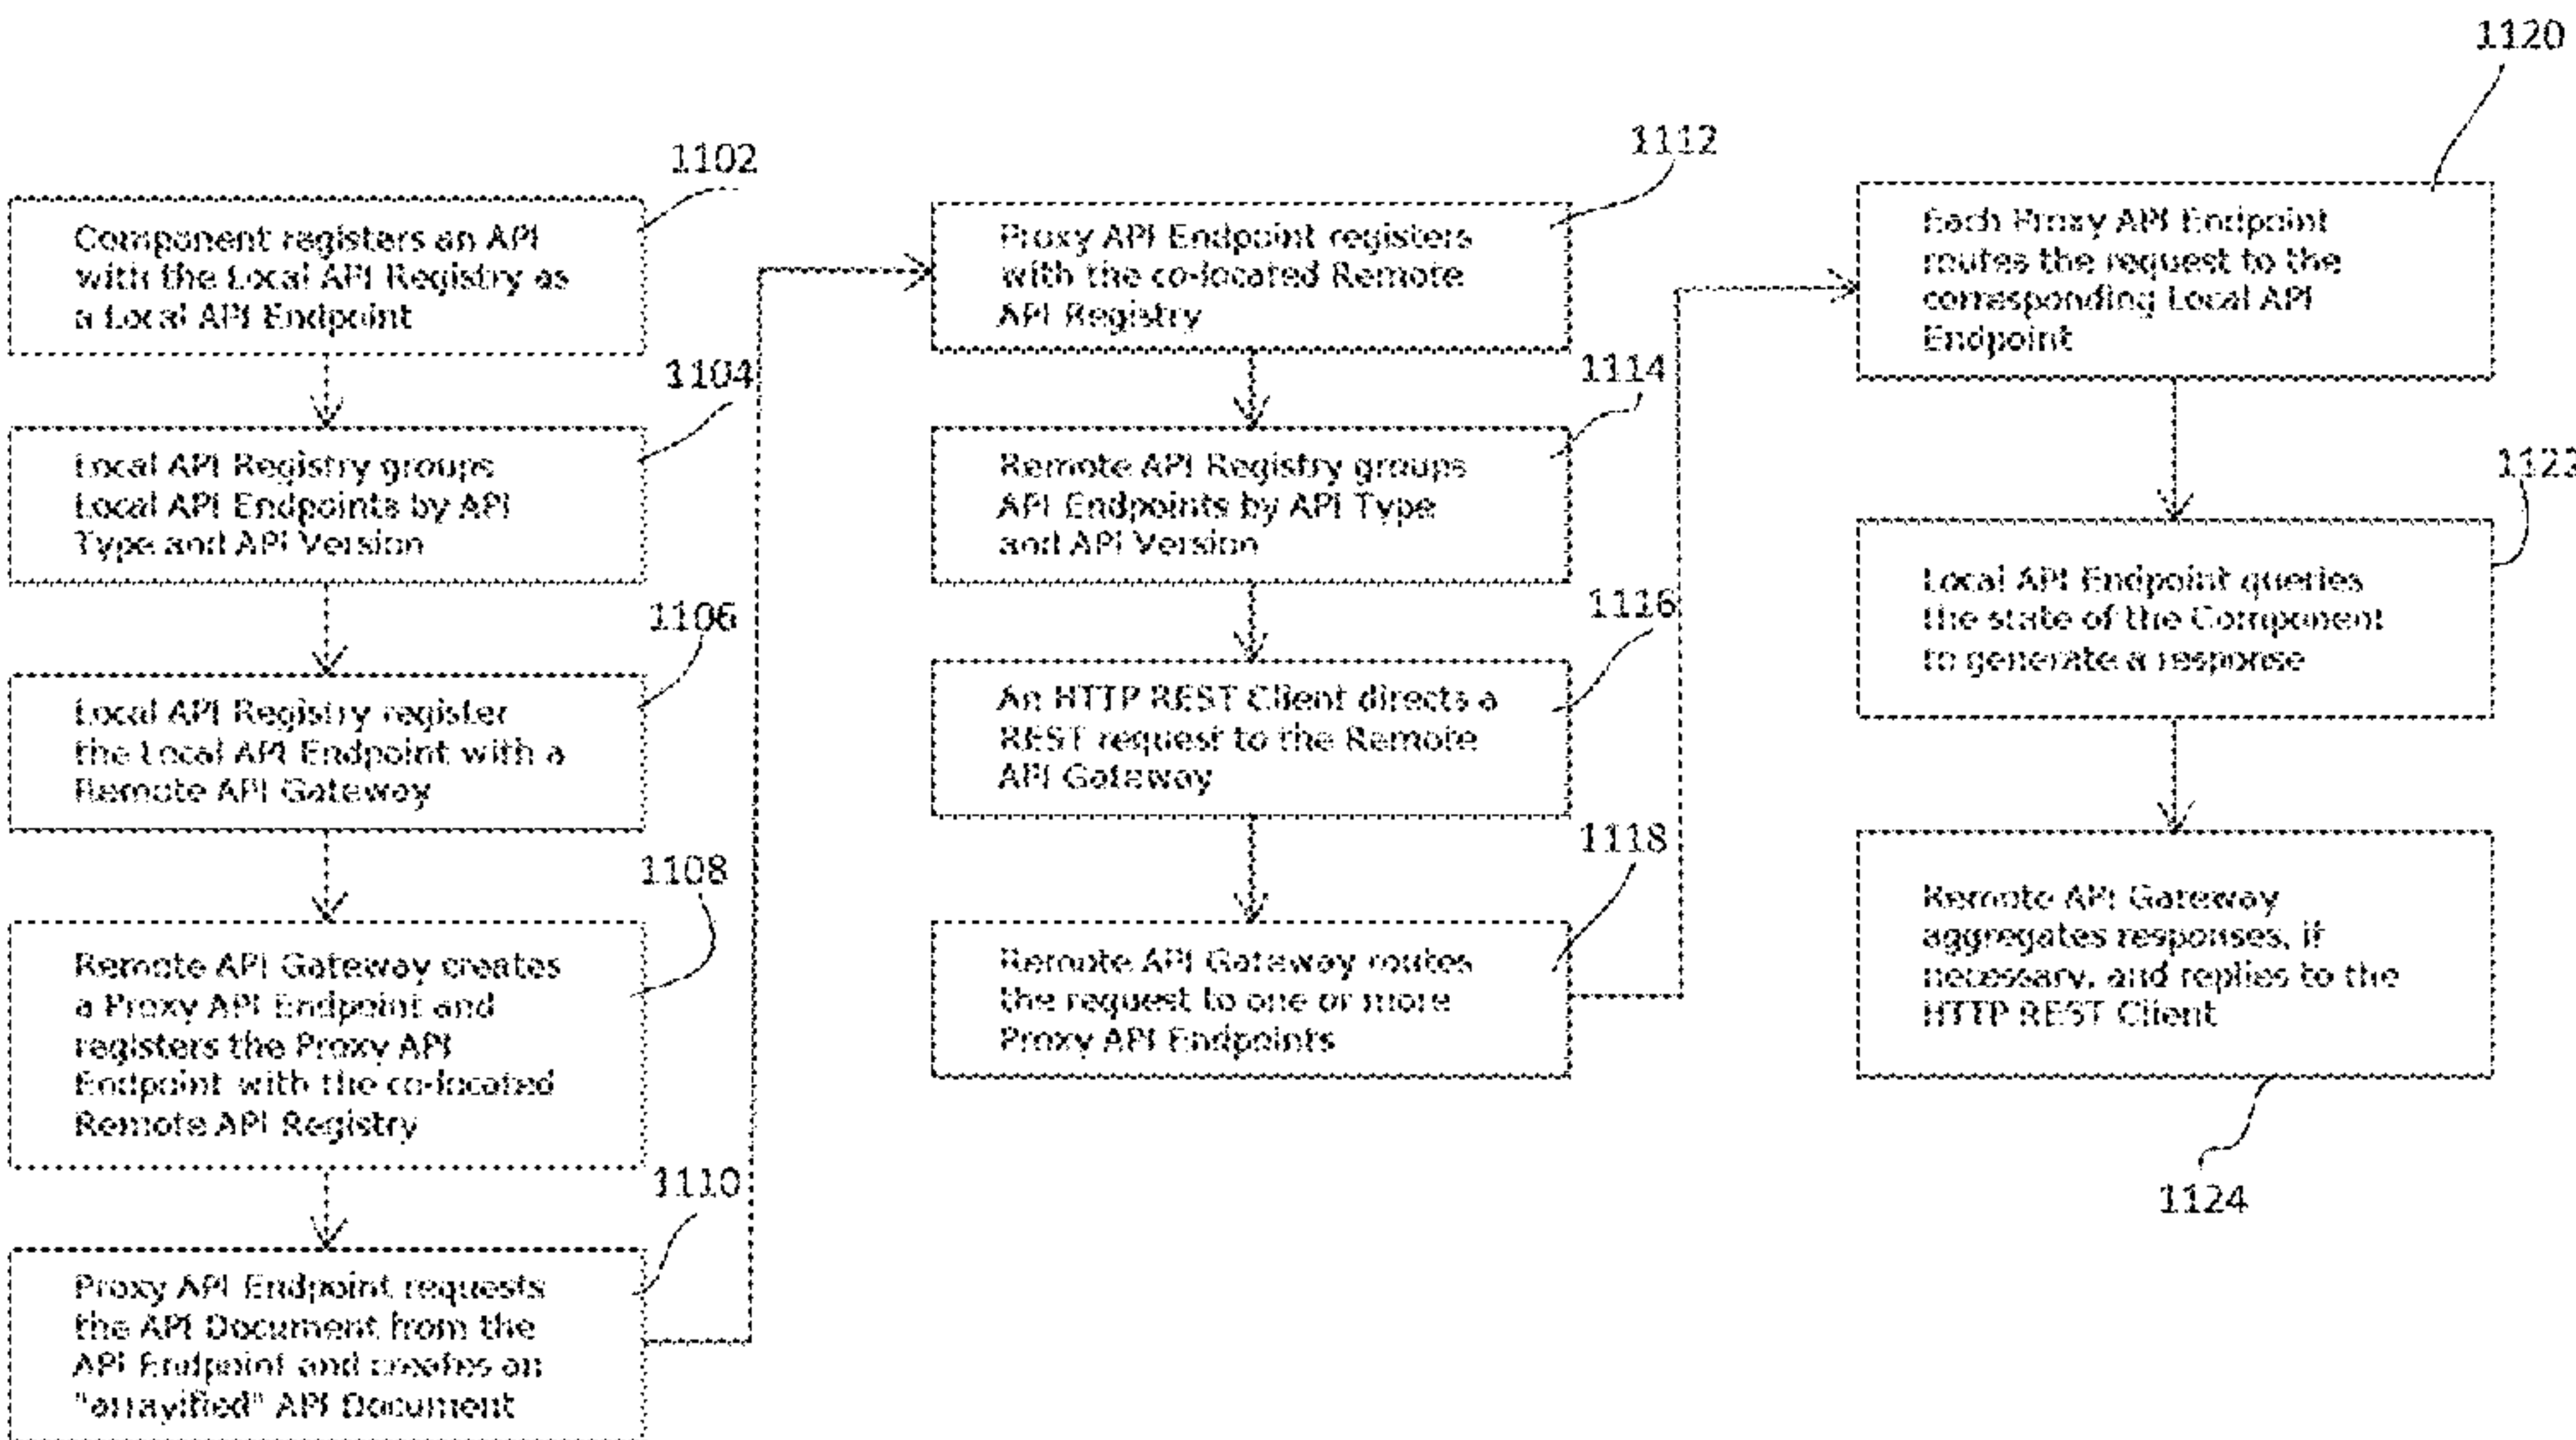 1102
Component registers an API
with the Local API Registry as
a Local API Endpoint
1104
Local API Registry groups
Local API Endpoints by API
Type and API Version
1106
Local API Registry register
the Local API Endpoint with a
Remote API Gateway
1108
Remote API Gateway creates
a Proxy API Endpoint and
registers the Proxy API
Endpoint with the co-located
Remote API Registry
1110
Proxy API Endpoint requests
the API Document from the
API Endpoint and creates an
"arrayified" API Document
1112
Proxy API Endpoint registers
with the co-located Remote
API Registry
1114
Remote API Registry groups
API Endpoints by API Type
and API Version
1116
An HTTP REST Client directs a
REST request to the Remote
API Gateway
1118
Remote API Gateway routes
the request to one or more
Proxy API Endpoints
1120
Each Proxy API Endpoint
routes the request to the
corresponding Local API
Endpoint
1122
Local API Endpoint queries
the state of the Component
to generate a response
Remote API Gateway
aggregates responses, if
necessary, and replies to the
HTTP REST Client
1124